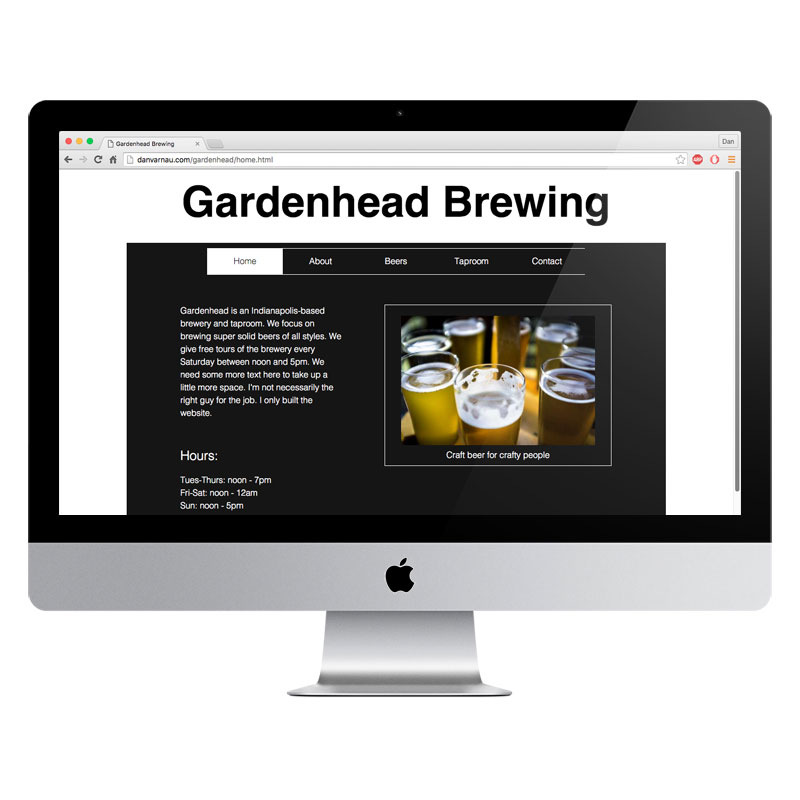 Gardenhead Brewing
Dan
danvarnau.com/gardenhead/home.html
ABP
Gardenhead Brewing
Home About Beers Taproom Contact
Gardenhead is an Indianapolis-based
brewery and taproom. We focus on
brewing super solid beers of all styles. We
give free tours of the brewery every
Saturday between noon and 5pm. We
need some more text here to take up a
little more space. I'm not necessarily the
right guy for the job. I only built the
website.
Craft beer for crafty people
Hours:
Tues-Thurs: noon - 7pm
Fri-Sat: noon - 12am
Sun: noon - 5pm